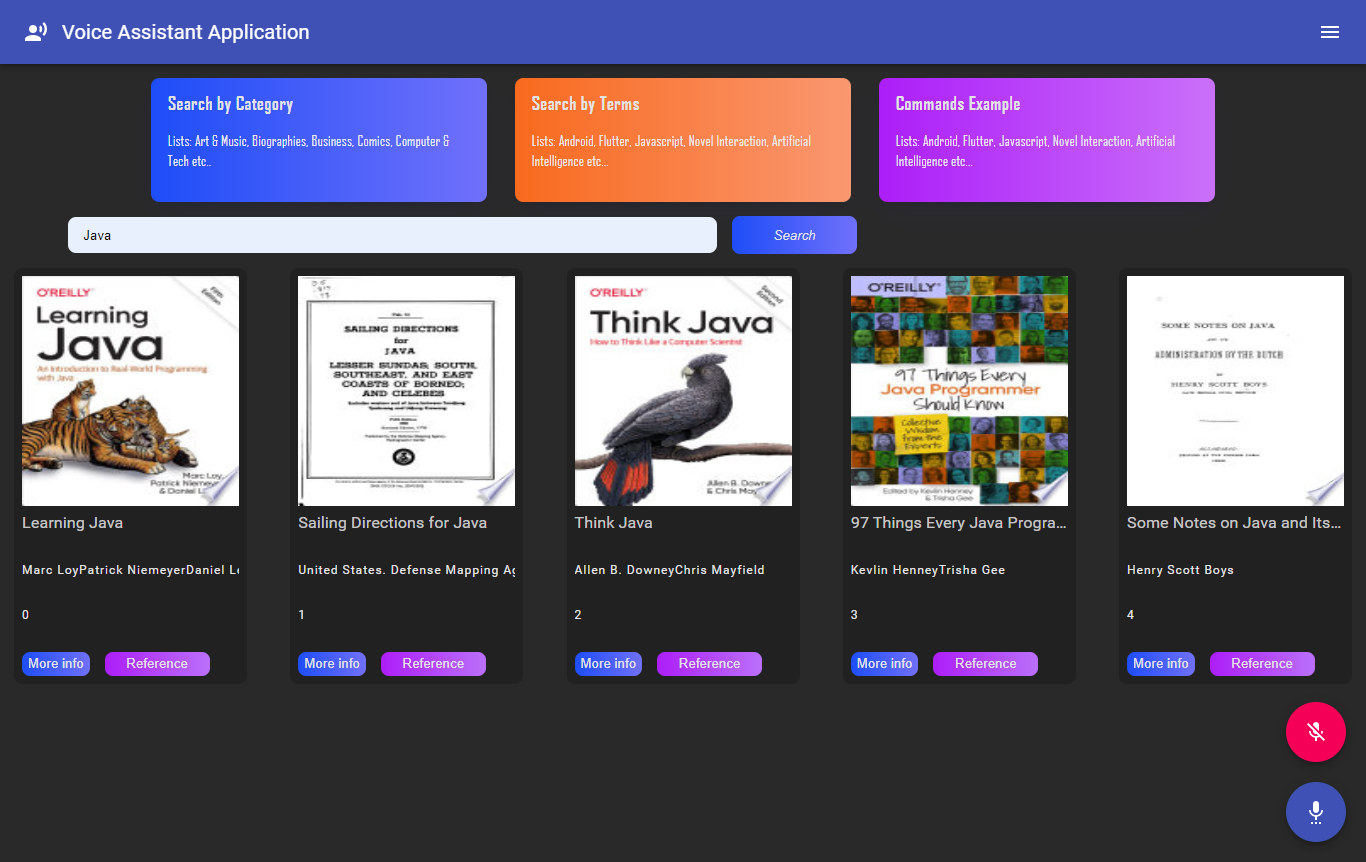 Voice Assistant Application
Search by Category
Lists: Art & Music, Biographies, Business, Comics, Computer &
Tech etc..
Search by Terms
Lists: Android, Flutter, Javascript, Novel Interaction, Artificial
Intelligence etc...
Commands Example
Lists: Android, Flutter, Javascript, Novel Interaction, Artificial
Intelligence etc...
Java
Search
O'REILLY
Fifth
Edition
Learning
Java
An Introduction to Real-World Programming
with Java
Marc Loy,
Patrick Niemeyer
& Daniel L
Learning Java
Marc LoyPatrick NiemeyerDaniel Le
0
More info
Reference
SAILING DIRECTIONS
for
JAVA
LESSER SUNDAS; SOUTH,
SOUTHEAST, AND EAST
COASTS OF BORNEO;
AND CELEBES
Sailing Directions for Java
United States. Defense Mapping Ag
1
More info
Reference
O'REILLY
Second
Edition
Think Java
How to Think Like a Computer Scientist
Allen B. Downey
& Chris May
Think Java
Allen B. DowneyChris Mayfield
2
More info
Reference
O'REILLY
97 Things Every
Java Programmer
Should Know
Collective
Wisdom
from the
Experts
Edited by Kevlin Henney
& Trisha Gee
97 Things Every Java Progra...
Kevlin HenneyTrisha Gee
3
More info
Reference
SOME NOTES ON JAVA
AND ITS
ADMINISTRATION BY THE DUTCH
BY
HENRY SCOTT BOYS
Some Notes on Java and Its...
Henry Scott Boys
4
More info
Reference